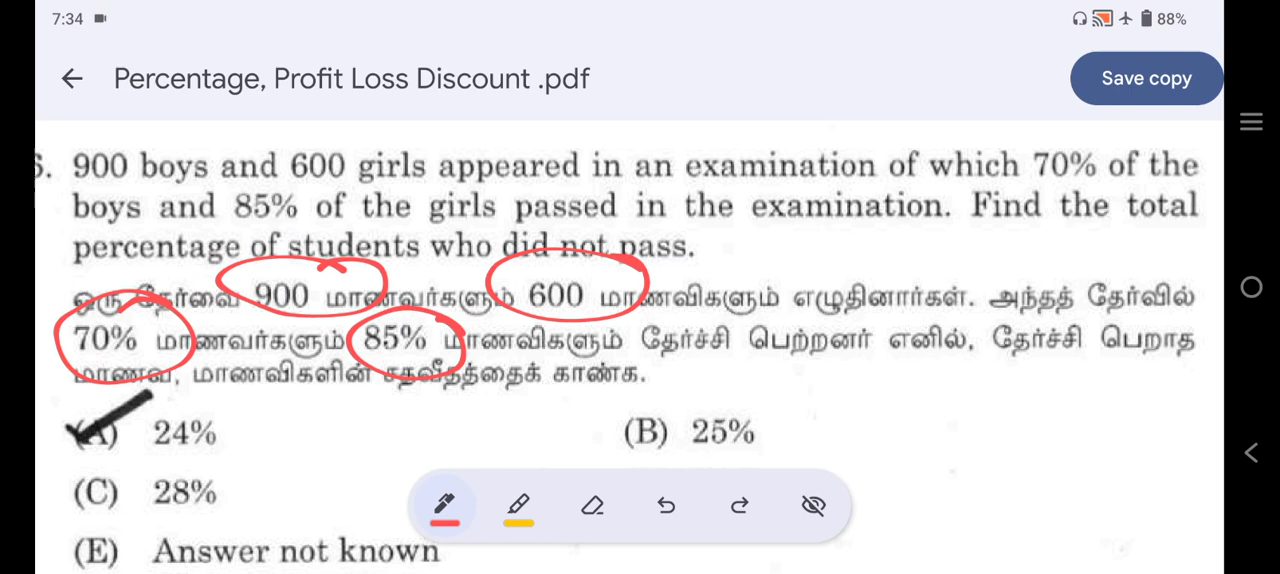 7:34 88%
Percentage, Profit Loss Discount .pdf Save copy
6. 900 boys and 600 girls appeared in an examination of which 70% of the
boys and 85% of the girls passed in the examination. Find the total
percentage of students who did not pass.
ஒரு தேர்வை 900 மாணவர்களும் 600 மாணவிகளும் எழுதினார்கள். அந்தத் தேர்வில்
70% மாணவர்களும் 85% மாணவிகளும் தேர்ச்சி பெற்றனர் எனில், தேர்ச்சி பெறாத
மாணவ, மாணவிகளின் சதவீதத்தைக் காண்க.
(A) 24% (B) 25%
(C) 28%
(E) Answer not known